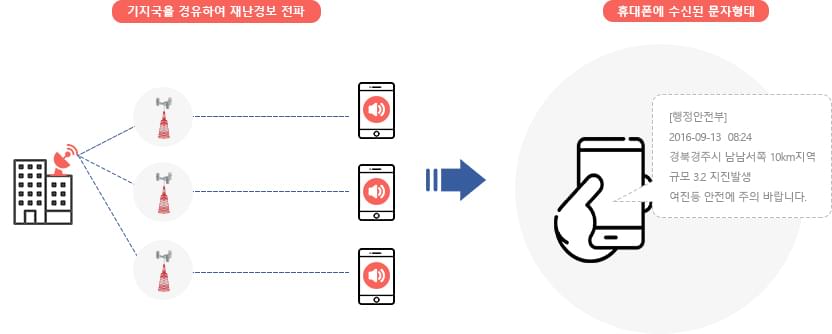 기지국을 경유하여 재난경보 전파
휴대폰에 수신된 문자형태
[행정안전부]
2016-09-13 08:24
경북경주시 남남서쪽 10km지역
규모 3.2 지진발생
여진등 안전에 주의 바랍니다.